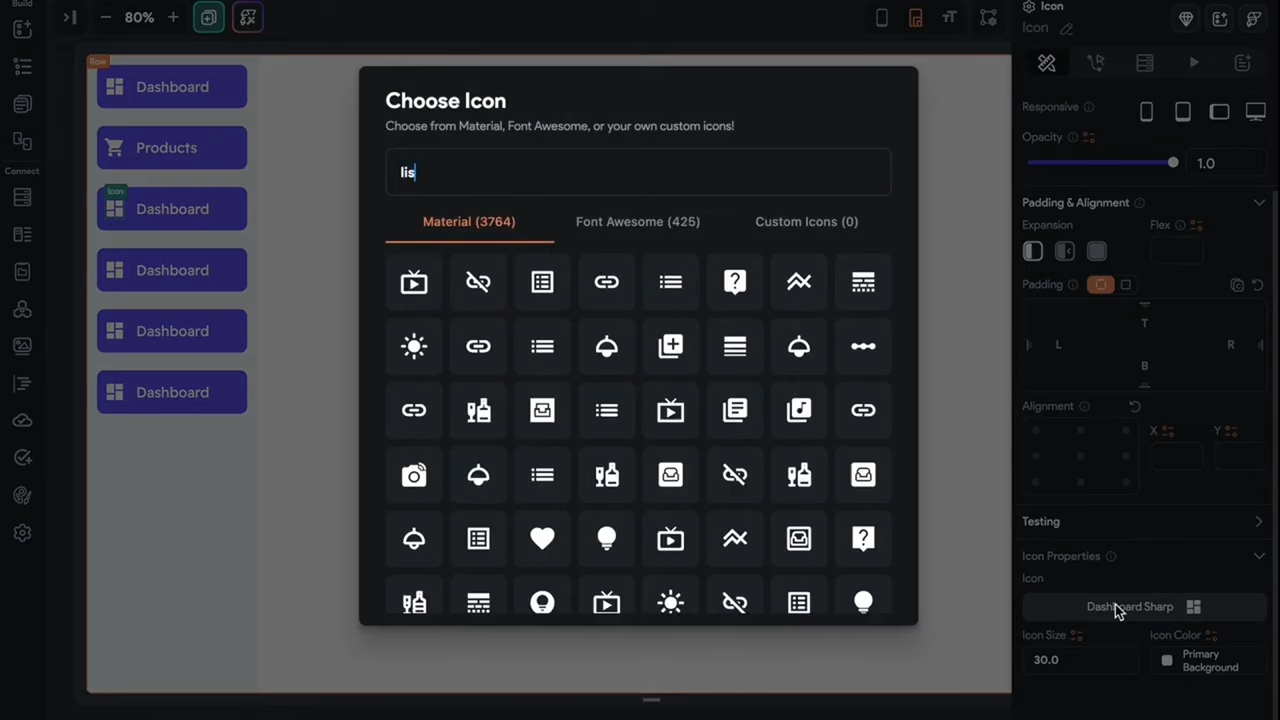 Build
80%
Icon
Icon
Row
Dashboard
Products
Icon
Dashboard
Dashboard
Dashboard
Dashboard
Connect
Choose Icon
Choose from Material, Font Awesome, or your own custom icons!
lis
Material (3764)
Font Awesome (425)
Custom Icons (0)
Responsive
Opacity
1.0
Padding & Alignment
Expansion
Flex
Padding
T
L
R
B
Alignment
X
Y
Testing
Icon Properties
Icon
Dashboard Sharp
Icon Size
Icon Color
30.0
Primary
Background